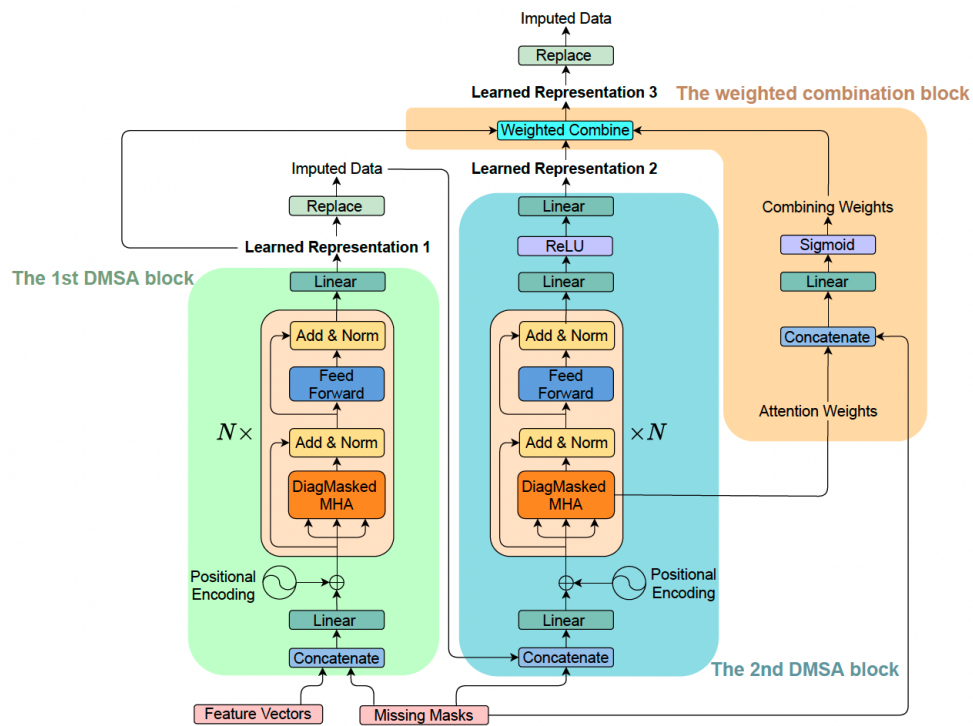 Imputed Data
Replace
Learned Representation 3
The weighted combination block
Weighted Combine
Imputed Data
Learned Representation 2
Replace
Linear
Combining Weights
Learned Representation 1
ReLU
Sigmoid
The 1st DMSA block
Linear
Linear
Linear
Add & Norm
Add & Norm
Concatenate
Feed
Forward
Feed
Forward
Attention Weights
N×
Add & Norm
Add & Norm
×N
DiagMasked
MHA
DiagMasked
MHA
Positional
Encoding
Positional
Encoding
Linear
Linear
Concatenate
Concatenate
The 2nd DMSA block
Feature Vectors
Missing Masks